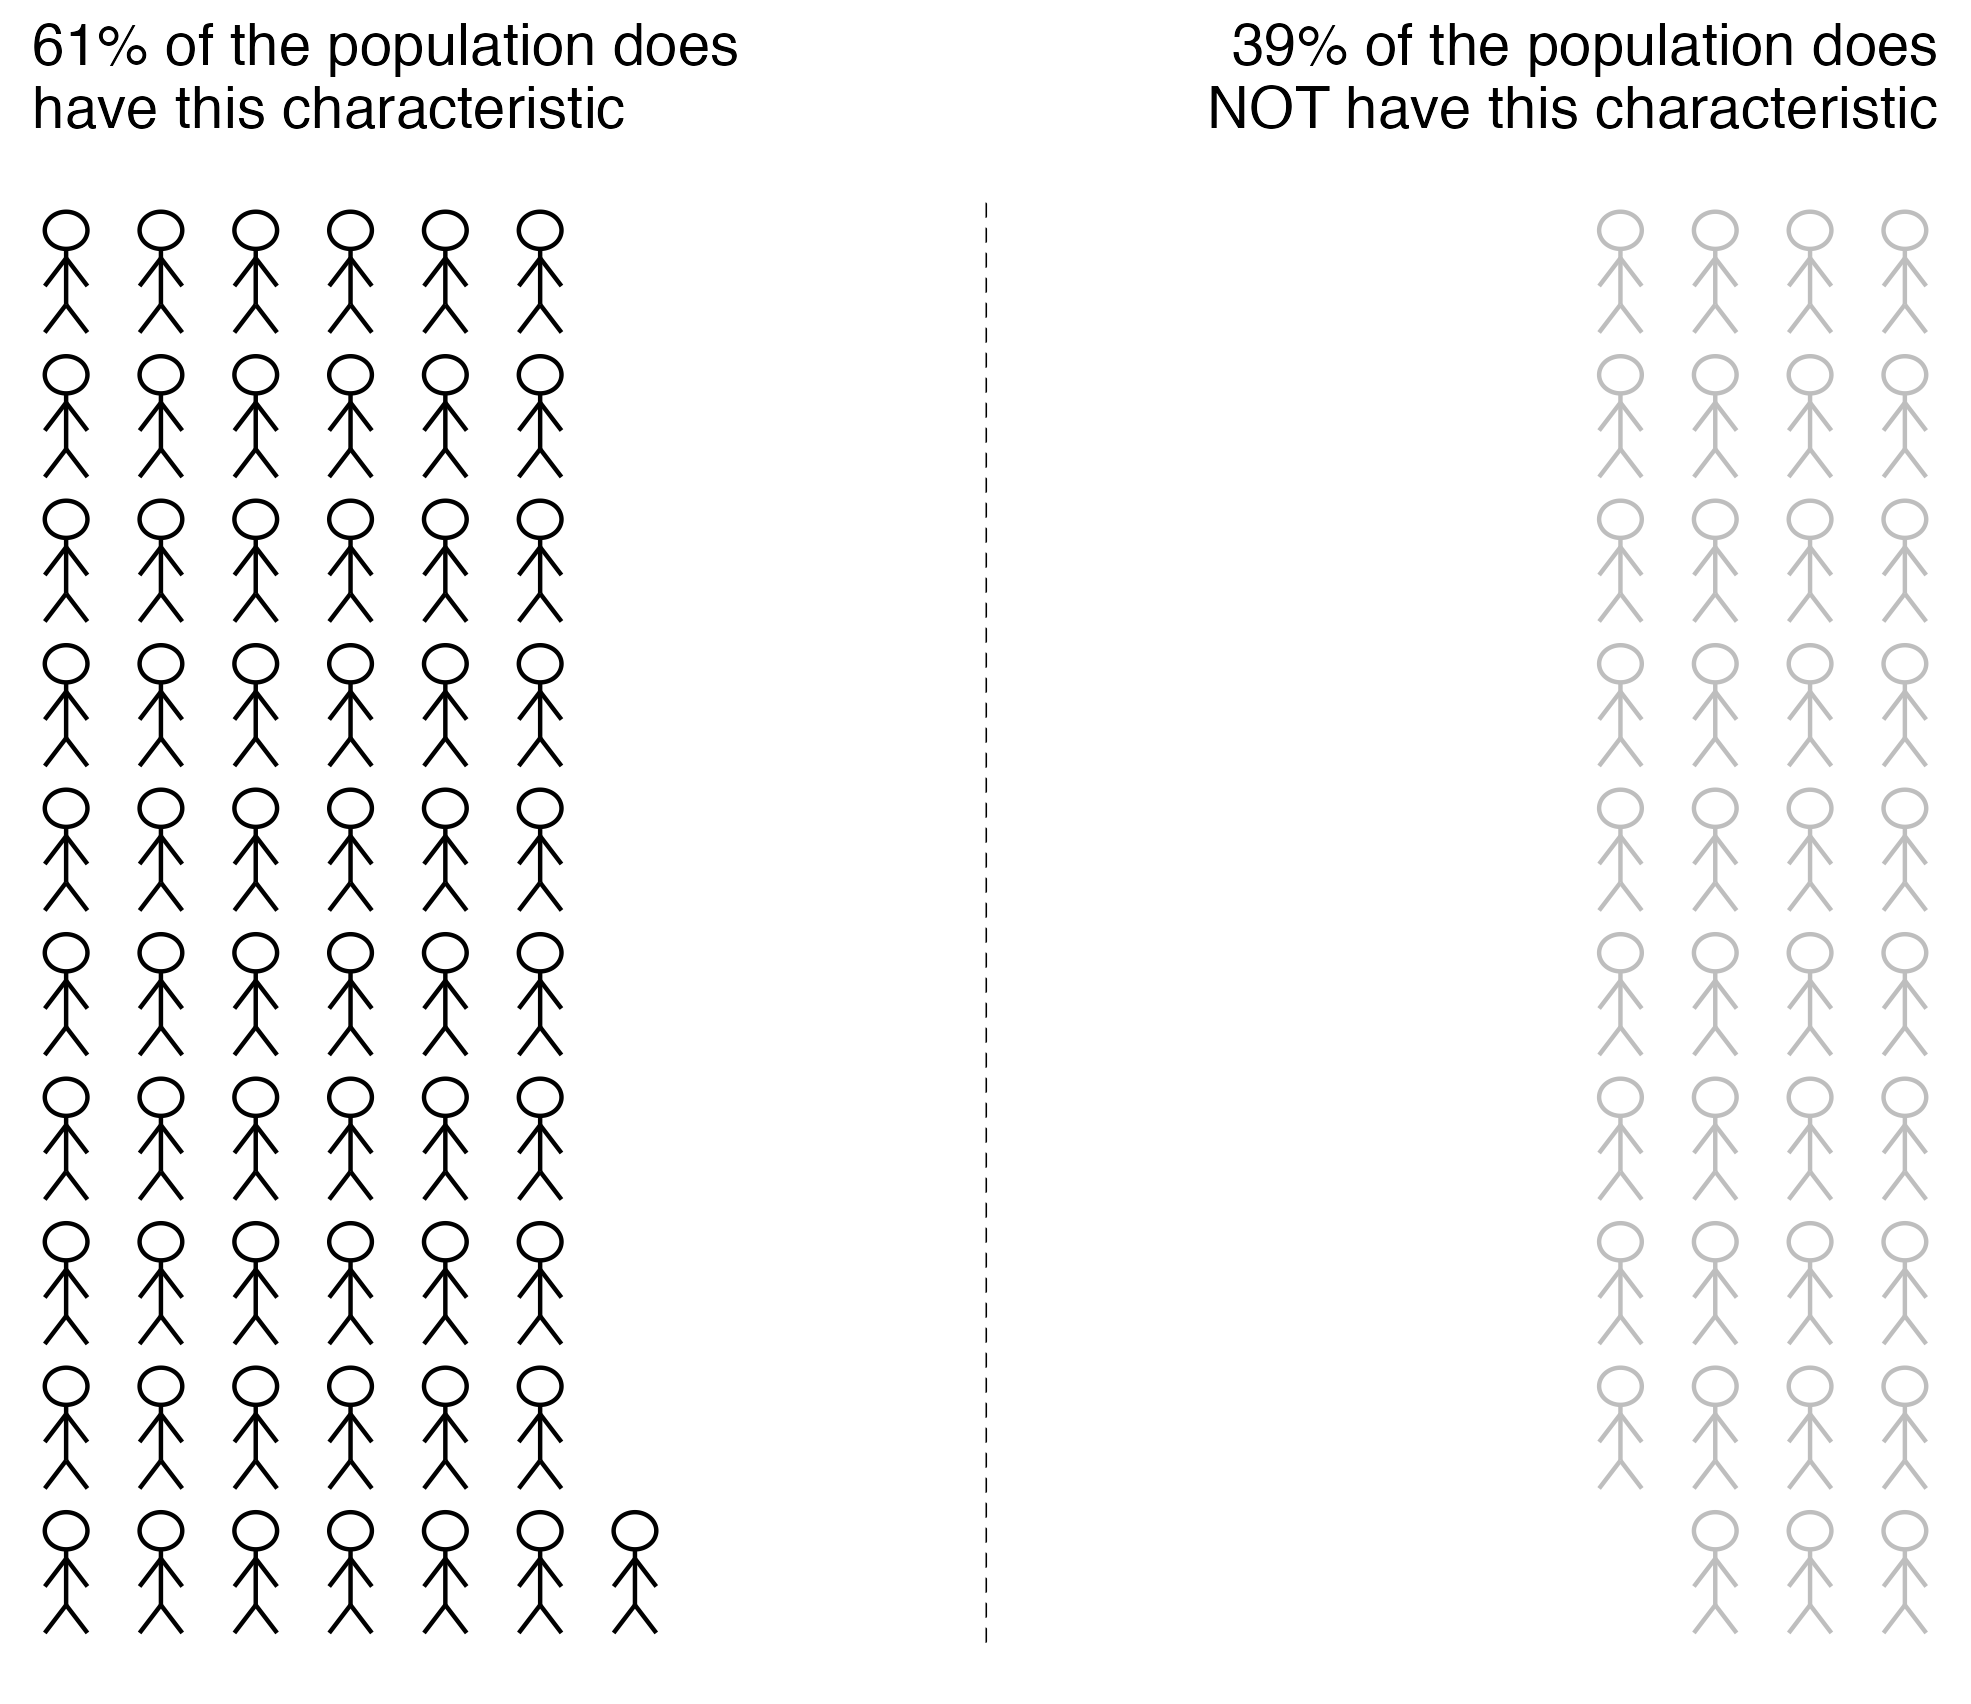 61% of the population does
have this characteristic
39% of the population does
NOT have this characteristic